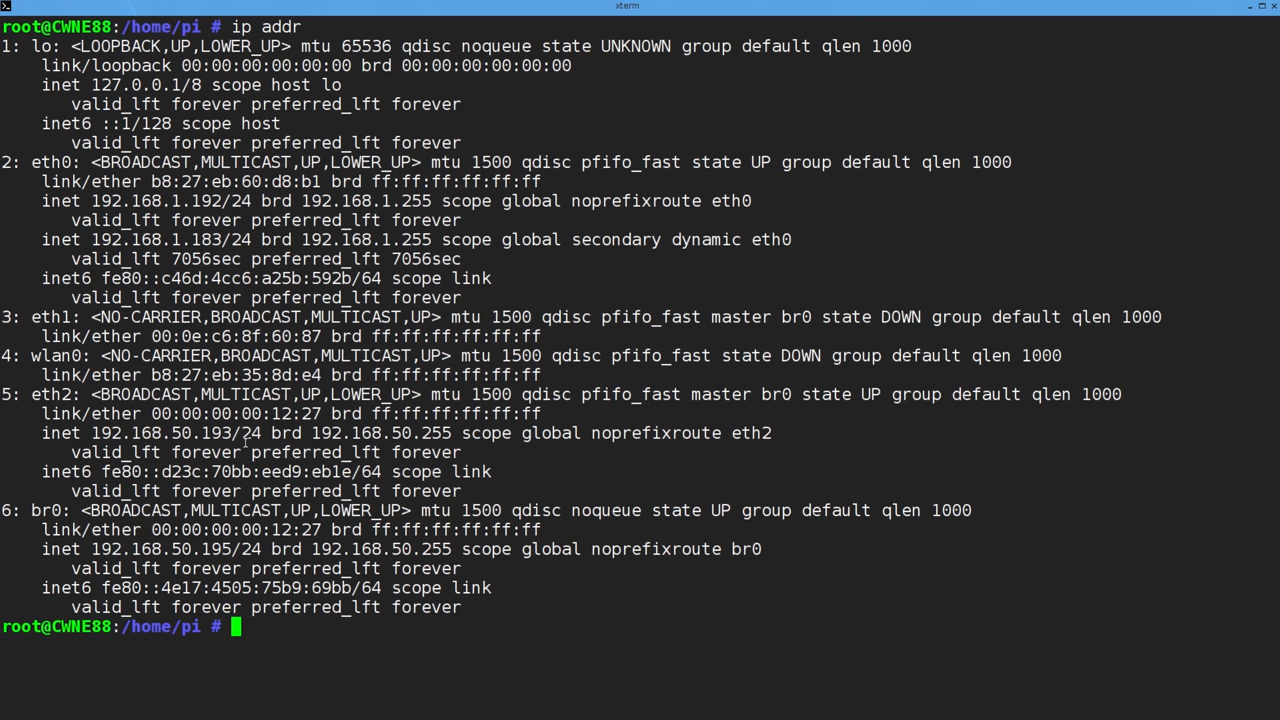 xterm
root@CWNE88:/home/pi # ip addr
1: lo: <LOOPBACK,UP,LOWER_UP> mtu 65536 qdisc noqueue state UNKNOWN group default qlen 1000
    link/loopback 00:00:00:00:00:00 brd 00:00:00:00:00:00
    inet 127.0.0.1/8 scope host lo
       valid_lft forever preferred_lft forever
    inet6 ::1/128 scope host
       valid_lft forever preferred_lft forever
2: eth0: <BROADCAST,MULTICAST,UP,LOWER_UP> mtu 1500 qdisc pfifo_fast state UP group default qlen 1000
    link/ether b8:27:eb:60:d8:b1 brd ff:ff:ff:ff:ff:ff
    inet 192.168.1.192/24 brd 192.168.1.255 scope global noprefixroute eth0
       valid_lft forever preferred_lft forever
    inet 192.168.1.183/24 brd 192.168.1.255 scope global secondary dynamic eth0
       valid_lft 7056sec preferred_lft 7056sec
    inet6 fe80::c46d:4cc6:a25b:592b/64 scope link
       valid_lft forever preferred_lft forever
3: eth1: <NO-CARRIER,BROADCAST,MULTICAST,UP> mtu 1500 qdisc pfifo_fast master br0 state DOWN group default qlen 1000
    link/ether 00:0e:c6:8f:60:87 brd ff:ff:ff:ff:ff:ff
4: wlan0: <NO-CARRIER,BROADCAST,MULTICAST,UP> mtu 1500 qdisc pfifo_fast state DOWN group default qlen 1000
    link/ether b8:27:eb:35:8d:e4 brd ff:ff:ff:ff:ff:ff
5: eth2: <BROADCAST,MULTICAST,UP,LOWER_UP> mtu 1500 qdisc pfifo_fast master br0 state UP group default qlen 1000
    link/ether 00:00:00:00:12:27 brd ff:ff:ff:ff:ff:ff
    inet 192.168.50.193/24 brd 192.168.50.255 scope global noprefixroute eth2
       valid_lft forever preferred_lft forever
    inet6 fe80::d23c:70bb:eed9:eb1e/64 scope link
       valid_lft forever preferred_lft forever
6: br0: <BROADCAST,MULTICAST,UP,LOWER_UP> mtu 1500 qdisc noqueue state UP group default qlen 1000
    link/ether 00:00:00:00:12:27 brd ff:ff:ff:ff:ff:ff
    inet 192.168.50.195/24 brd 192.168.50.255 scope global noprefixroute br0
       valid_lft forever preferred_lft forever
    inet6 fe80::4e17:4505:75b9:69bb/64 scope link
       valid_lft forever preferred_lft forever
root@CWNE88:/home/pi #